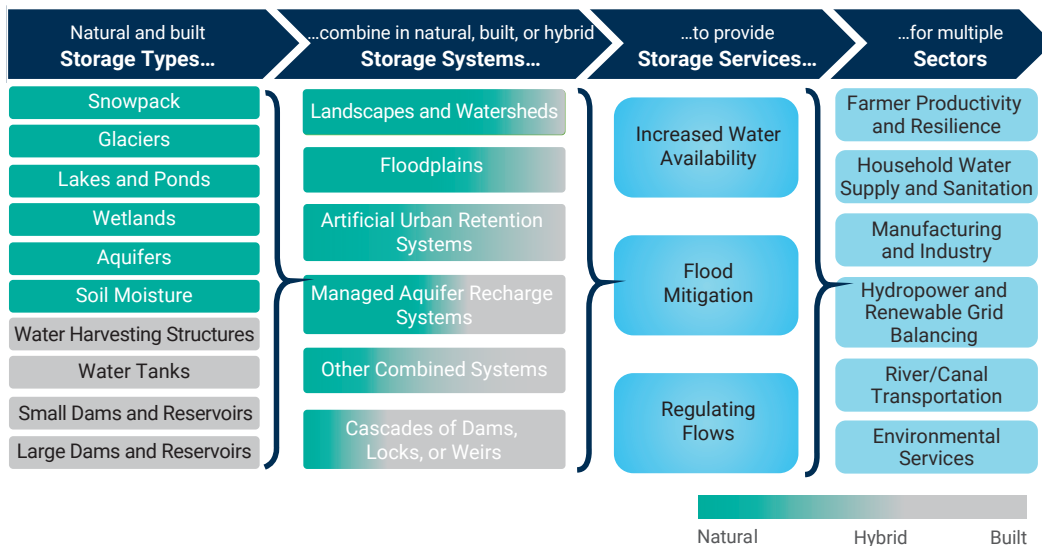 Natural and built
Storage Types...
...combine in natural, built, or hybrid
Storage Systems...
...to provide
Storage Services...
...for multiple
Sectors
Snowpack
Glaciers
Lakes and Ponds
Wetlands
Aquifers
Soil Moisture
Water Harvesting Structures
Water Tanks
Small Dams and Reservoirs
Large Dams and Reservoirs
Landscapes and Watersheds
Floodplains
Artificial Urban Retention
Systems
Managed Aquifer Recharge
Systems
Other Combined Systems
Cascades of Dams,
Locks, or Weirs
Increased Water
Availability
Flood
Mitigation
Regulating
Flows
Farmer Productivity
and Resilience
Household Water
Supply and Sanitation
Manufacturing
and Industry
Hydropower and
Renewable Grid
Balancing
River/Canal
Transportation
Environmental
Services
Natural
Hybrid
Built